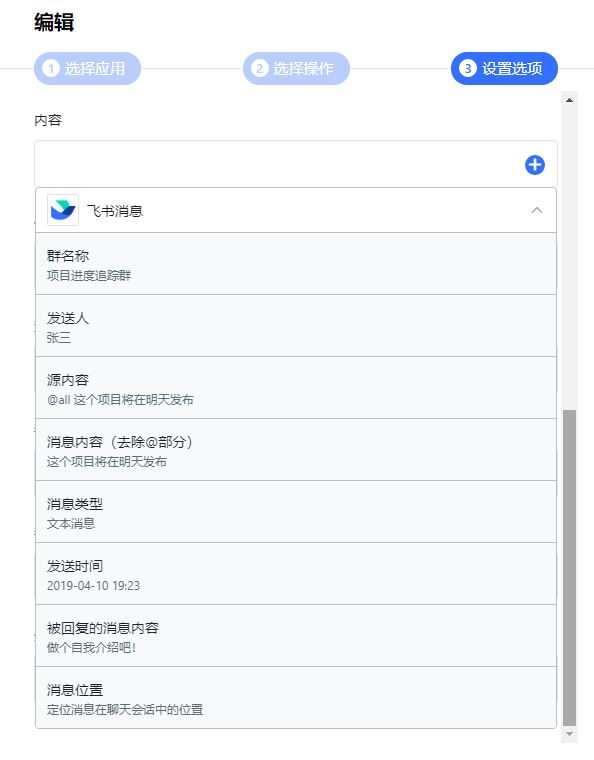 编辑
1 选择应用
2 选择操作
3 设置选项
内容
飞书消息
群名称
项目进度追踪群
发送人
张三
源内容
@all 这个项目将在明天发布
消息内容（去除@部分）
这个项目将在明天发布
消息类型
文本消息
发送时间
2019-04-10 19:23
被回复的消息内容
做个自我介绍吧！
消息位置
定位消息在聊天会话中的位置